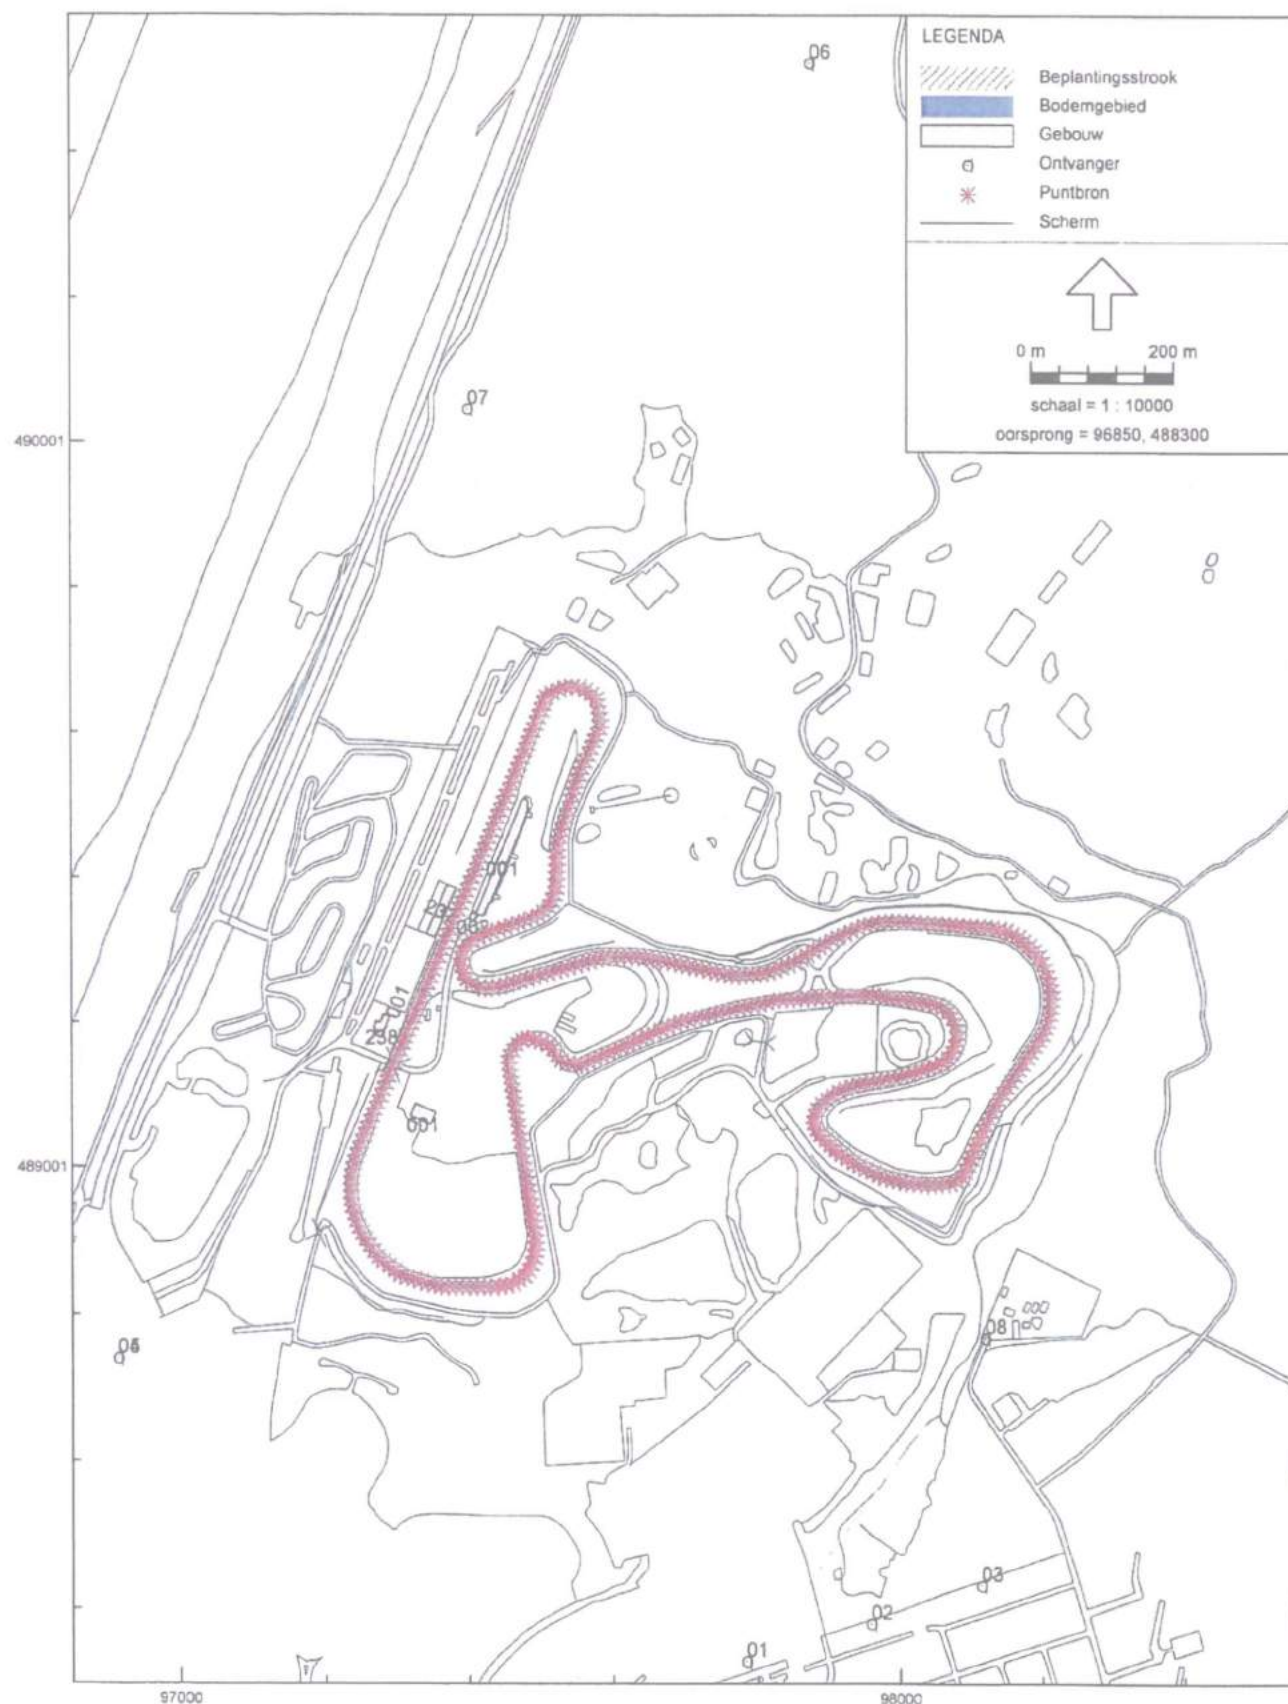 06
LEGENDA
Beplantingsstrook
Bodemgebied
Gebouw
Ontvanger
Puntbron
Scherm
0 m 200 m
schaal = 1 : 10000
oorsprong = 96850, 488300
07
490001
001
001
001
489001
08
03
02
01
97000
98000